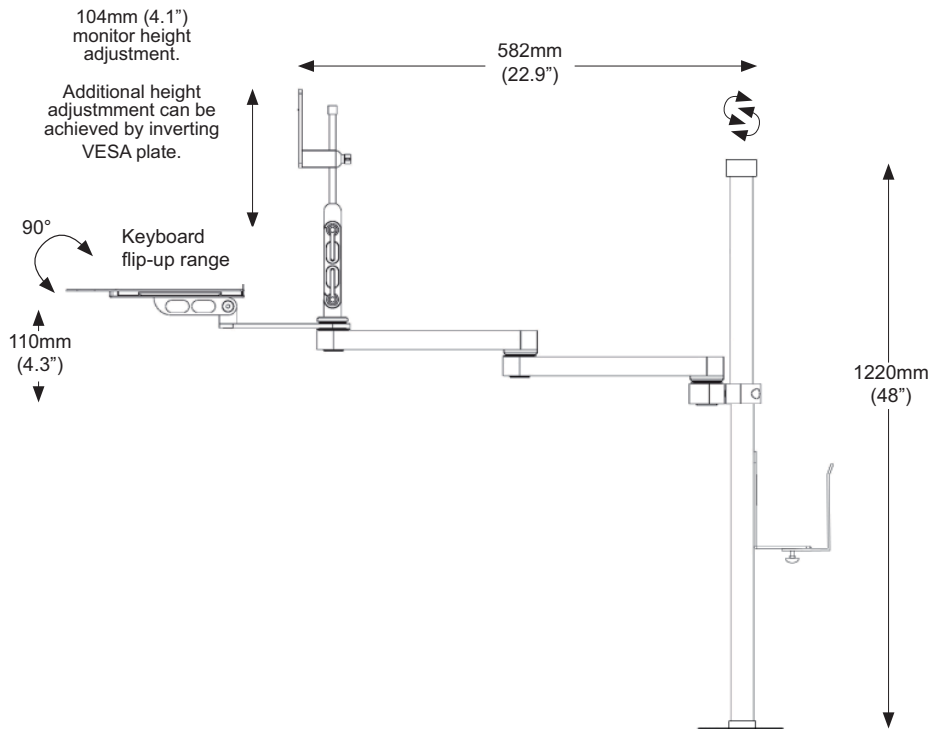 104mm (4.1”)
monitor height
adjustment.
Additional height
adjustmment can be
achieved by inverting
VESA plate.
582mm
(22.9”)
90°
Keyboard
flip-up range
110mm
(4.3”)
1220mm
(48”)